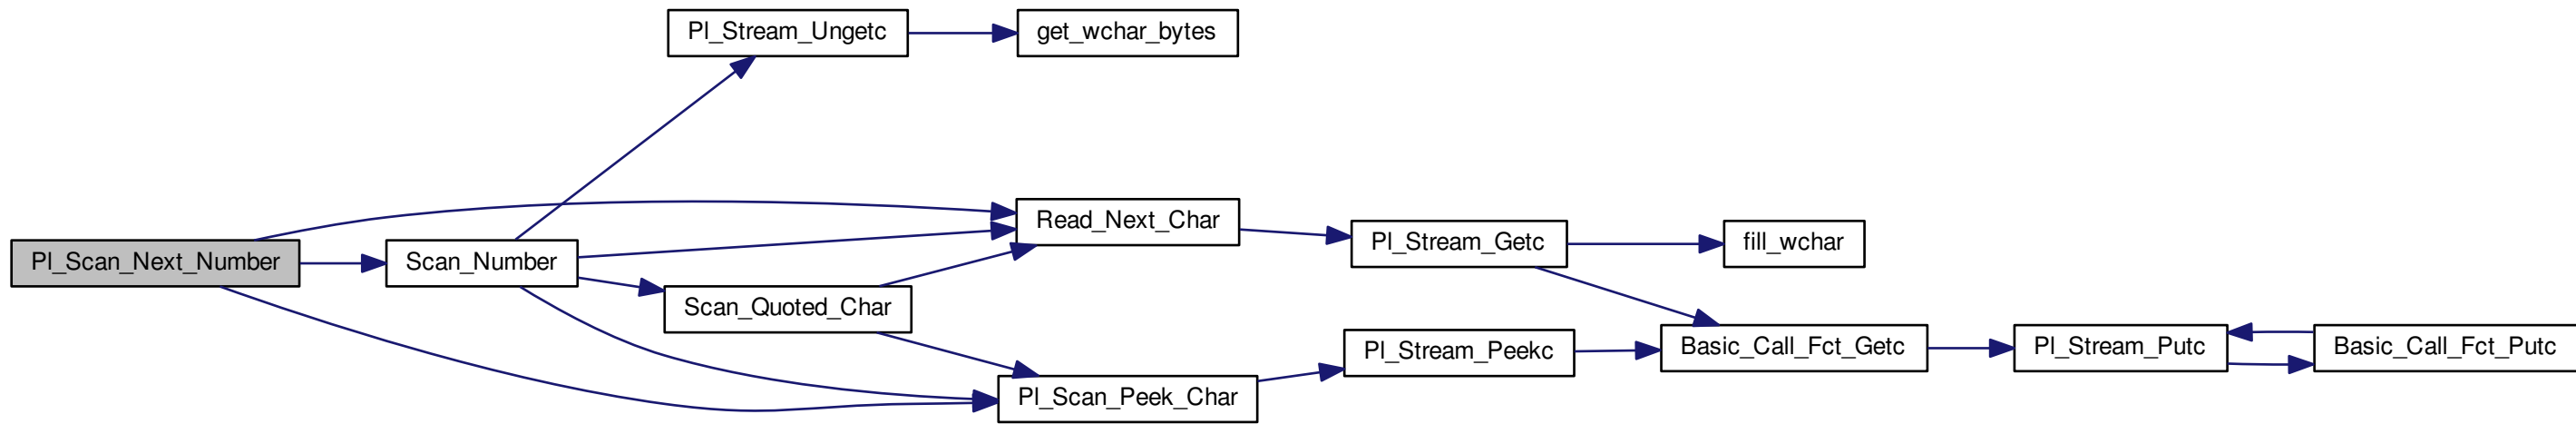 Pl_Stream_Ungetc
get_wchar_bytes
Pl_Scan_Next_Number
Scan_Number
Read_Next_Char
Scan_Quoted_Char
Pl_Scan_Peek_Char
Pl_Stream_Getc
fill_wchar
Pl_Stream_Peekc
Basic_Call_Fct_Getc
Pl_Stream_Putc
Basic_Call_Fct_Putc